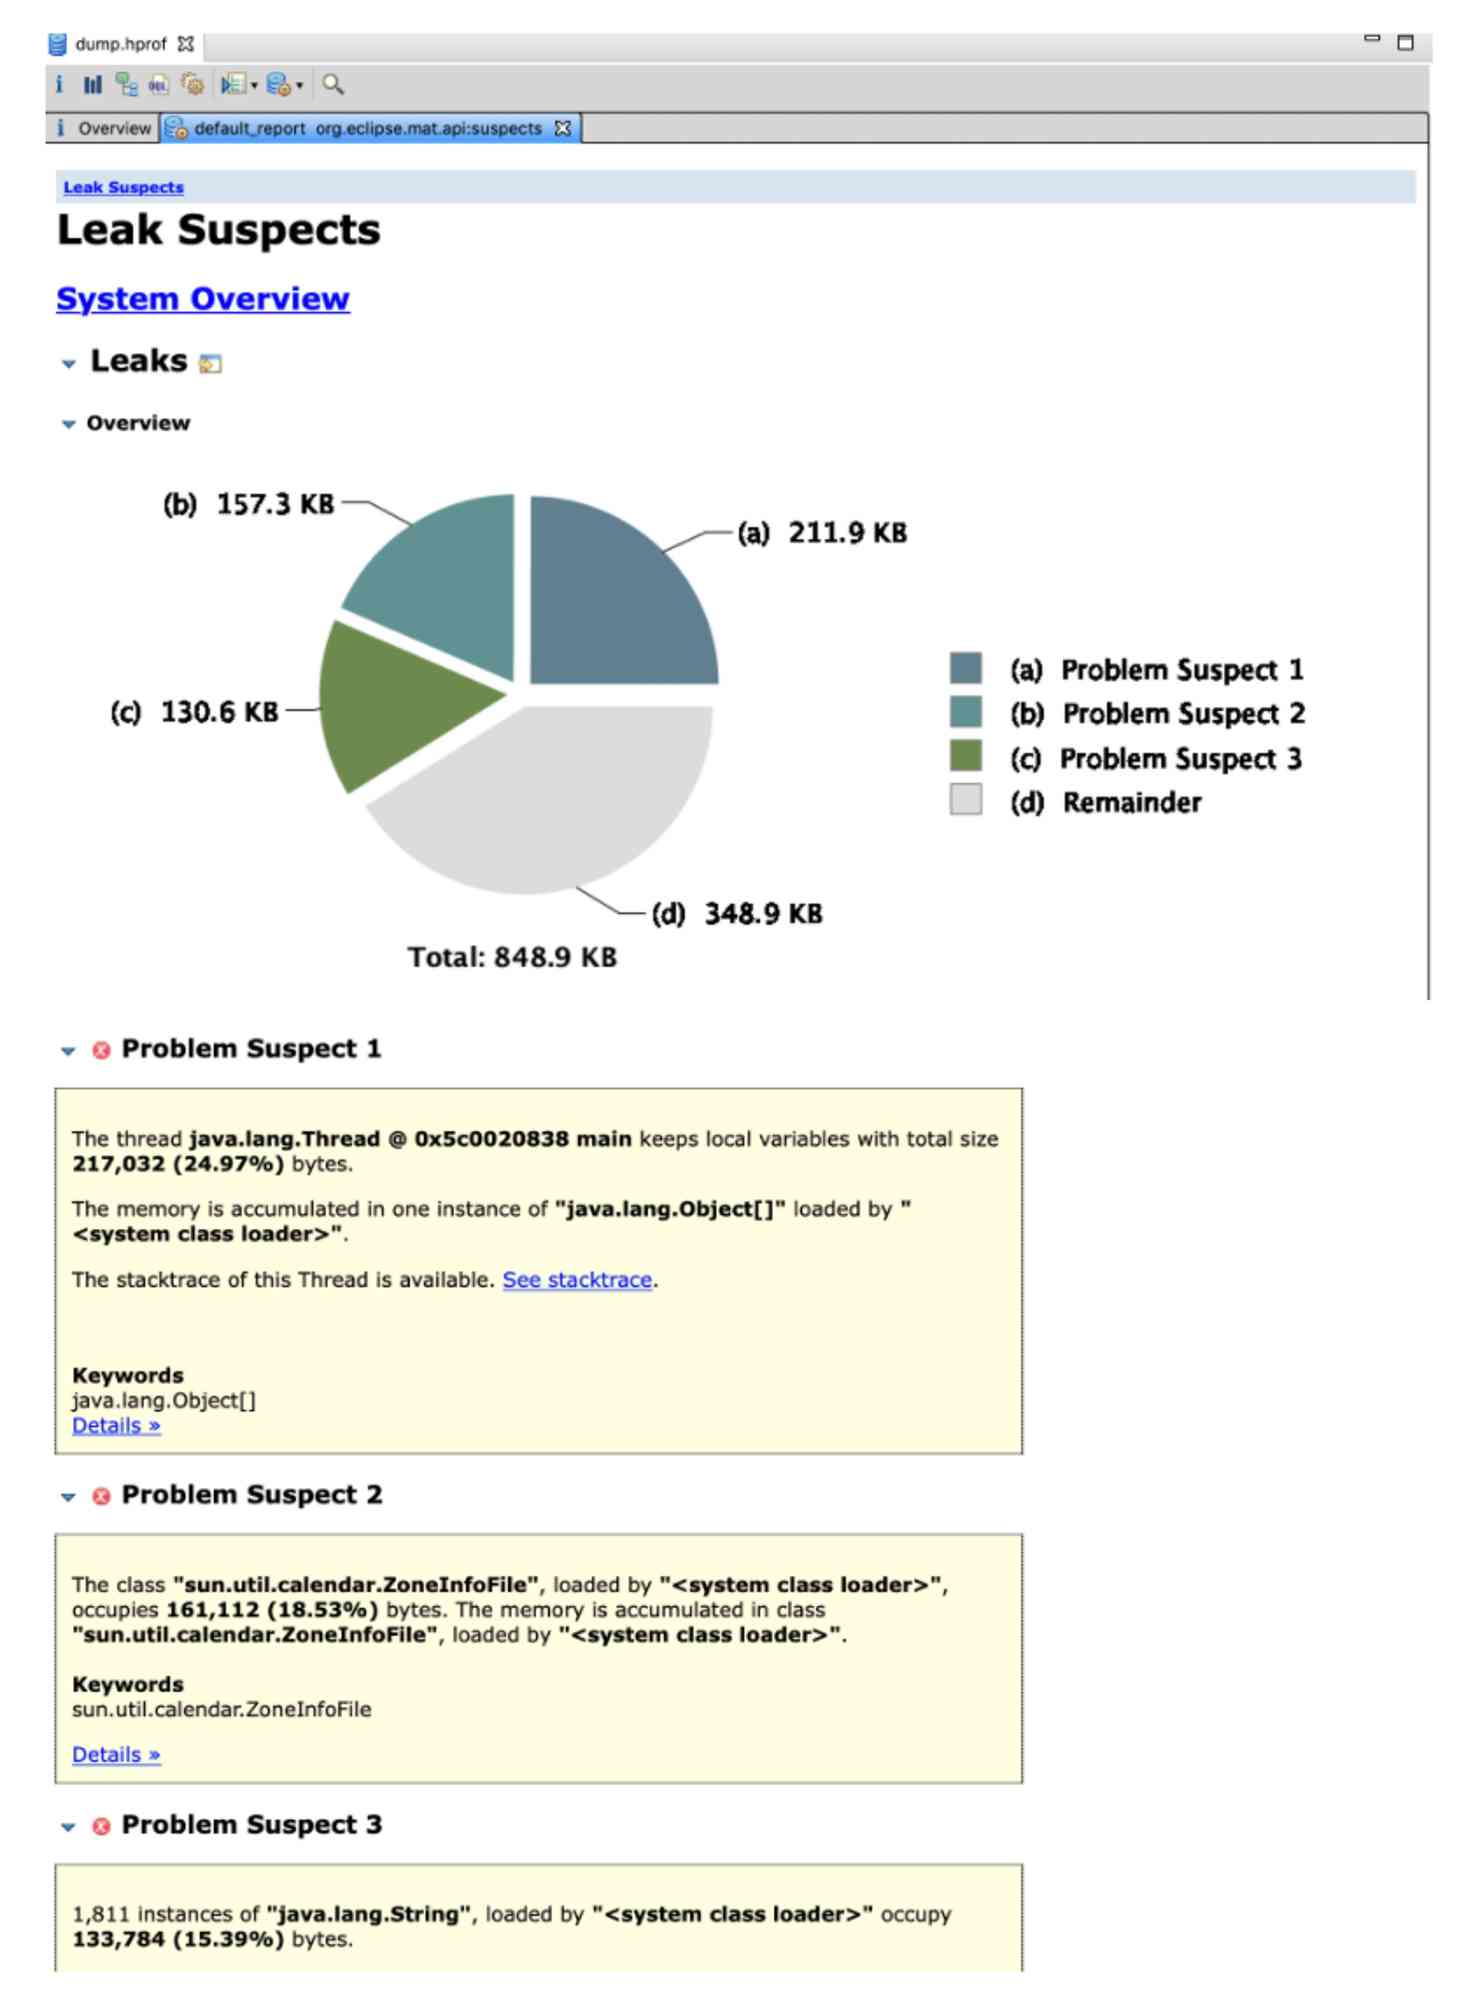 dump.hprof
i Overview default_report org.eclipse.mat.api:suspects
Leak Suspects
Leak Suspects
System Overview
Leaks
Overview
(b) 157.3 KB
(a) 211.9 KB
(c) 130.6 KB
(a) Problem Suspect 1
(b) Problem Suspect 2
(c) Problem Suspect 3
(d) Remainder
(d) 348.9 KB
Total: 848.9 KB
Problem Suspect 1
The thread java.lang.Thread @ 0x5c0020838 main keeps local variables with total size
217,032 (24.97%) bytes.
The memory is accumulated in one instance of "java.lang.Object[]" loaded by "
<system class loader>".
The stacktrace of this Thread is available. See stacktrace.
Keywords
java.lang.Object[]
Details »
Problem Suspect 2
The class "sun.util.calendar.ZoneInfoFile", loaded by "<system class loader>",
occupies 161,112 (18.53%) bytes. The memory is accumulated in class
"sun.util.calendar.ZoneInfoFile", loaded by "<system class loader>".
Keywords
sun.util.calendar.ZoneInfoFile
Details »
Problem Suspect 3
1,811 instances of "java.lang.String", loaded by "<system class loader>" occupy
133,784 (15.39%) bytes.